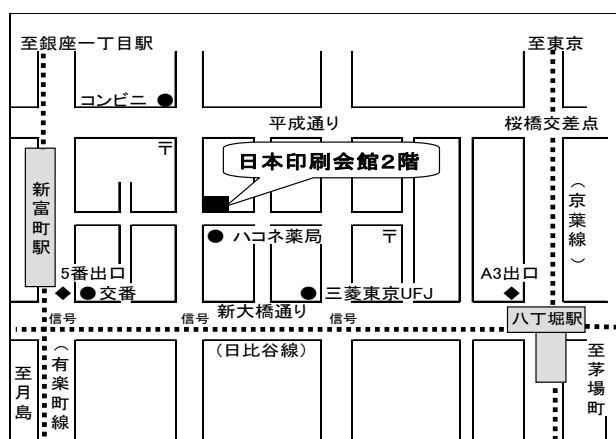 至銀座一丁目駅
至東京
コンビニ
平成通り
桜橋交差点
〒
日本印刷会館2階
新富町駅
(京葉線)
ハコネ薬局
〒
5番出口
A3出口
交番
三菱東京UFJ
新大橋通り
信号
信号
信号
八丁堀駅
(日比谷線)
(有楽町線
至月島
至茅場町